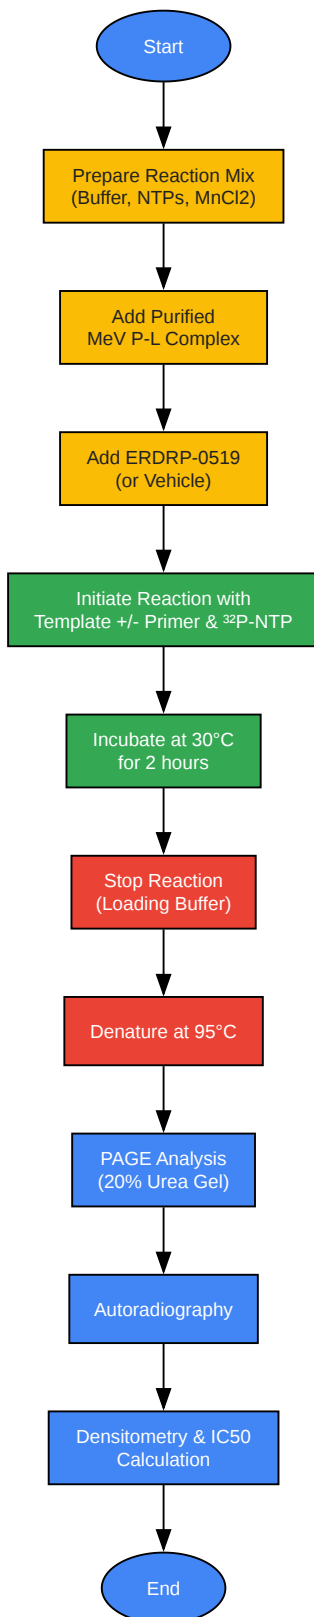 Start
Prepare Reaction Mix
(Buffer, NTPs, MnCl2)
Add Purified
MeV P-L Complex
Add ERDRP-0519
(or Vehicle)
Initiate Reaction with
Template +/- Primer & ³²P-NTP
Incubate at 30°C
for 2 hours
Stop Reaction
(Loading Buffer)
Denature at 95°C
PAGE Analysis
(20% Urea Gel)
Autoradiography
Densitometry & IC50
Calculation
End